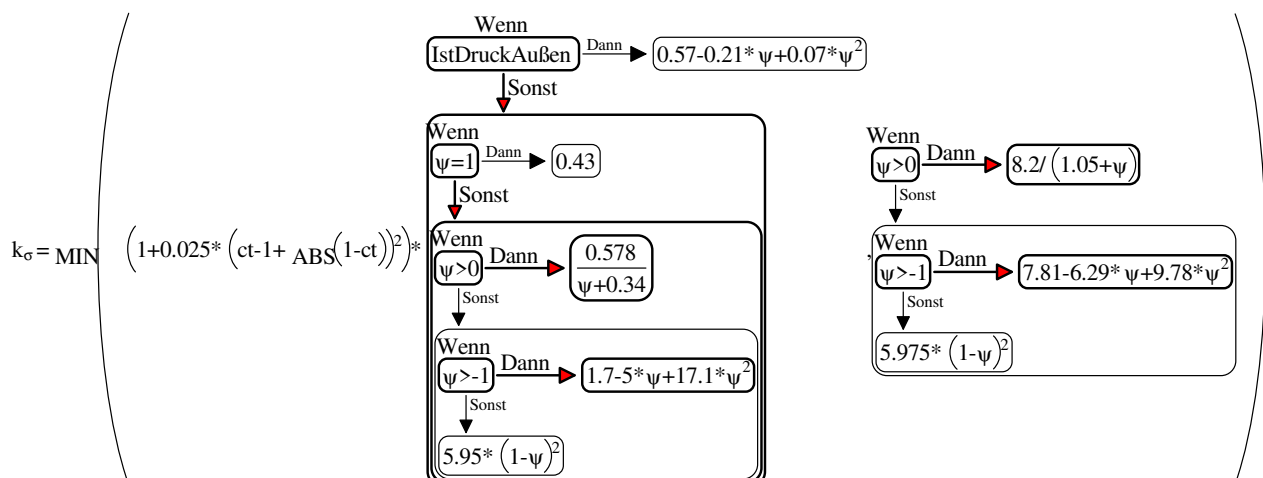 Wenn
IstDruckAußen Dann 0.57-0.21* ψ+0.07*ψ²
Sonst
Wenn
ψ=1 Dann 0.43
Sonst
Wenn
ψ>0 Dann 0.578
ψ+0.34
Sonst
Wenn
ψ>-1 Dann 1.7-5* ψ+17.1*ψ²
Sonst
5.95* (1-ψ)²
kσ = MIN ( (1+0.025* (ct-1+ ABS(1-ct))²)*
,
Wenn
ψ>0 Dann 8.2/ (1.05+ψ)
Sonst
Wenn
ψ>-1 Dann 7.81-6.29* ψ+9.78*ψ²
Sonst
5.975* (1-ψ)²
)